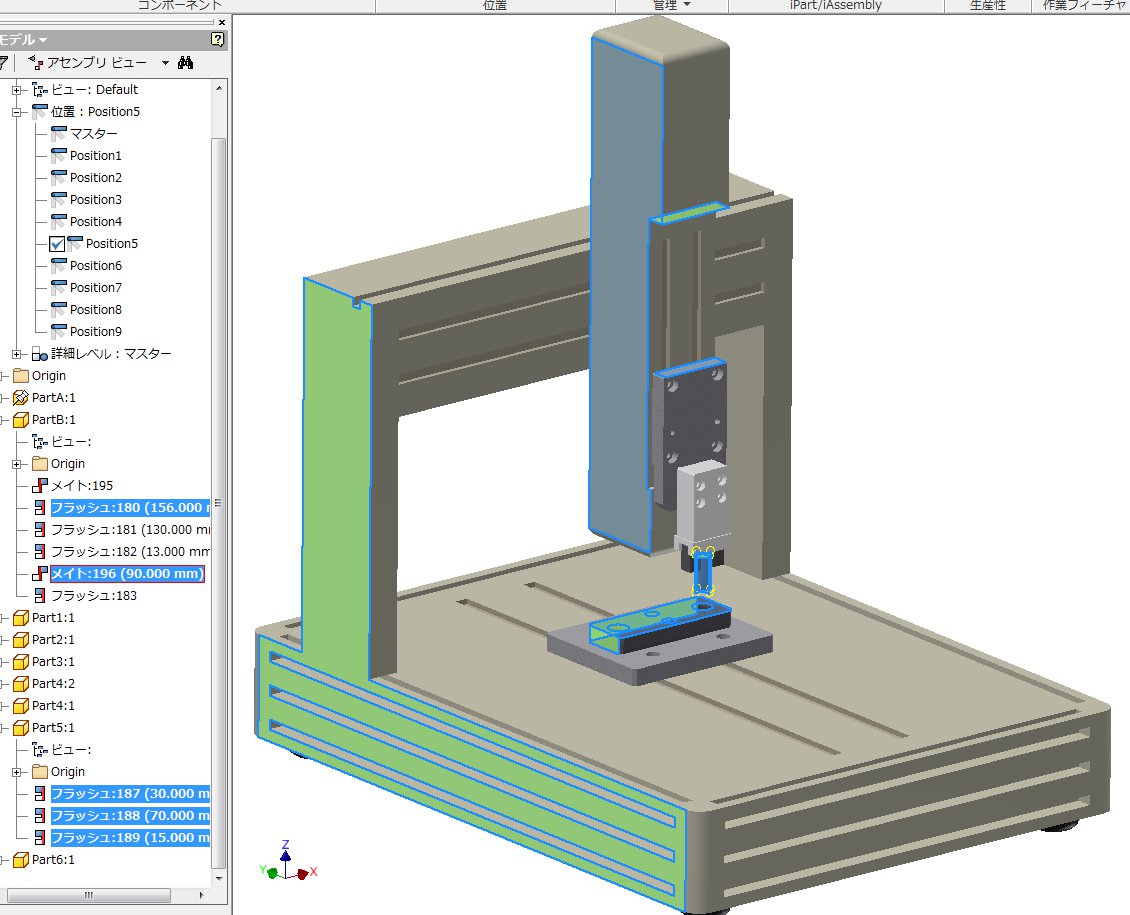 コンポーネント 位置 管理 iPart/iAssembly 生産性 作業フィーチャ
モデル
アセンブリ ビュー
ビュー: Default
位置 : Position5
マスター
Position1
Position2
Position3
Position4
Position5
Position6
Position7
Position8
Position9
詳細レベル : マスター
Origin
PartA:1
PartB:1
ビュー:
Origin
メイト:195
フラッシュ:180 (156.000 m
フラッシュ:181 (130.000 mm
フラッシュ:182 (13.000 mm
メイト:196 (90.000 mm)
フラッシュ:183
Part1:1
Part2:1
Part3:1
Part4:2
Part4:1
Part5:1
ビュー:
Origin
フラッシュ:187 (30.000 m
フラッシュ:188 (70.000 m
フラッシュ:189 (15.000 m
Part6:1
Z
Y
X